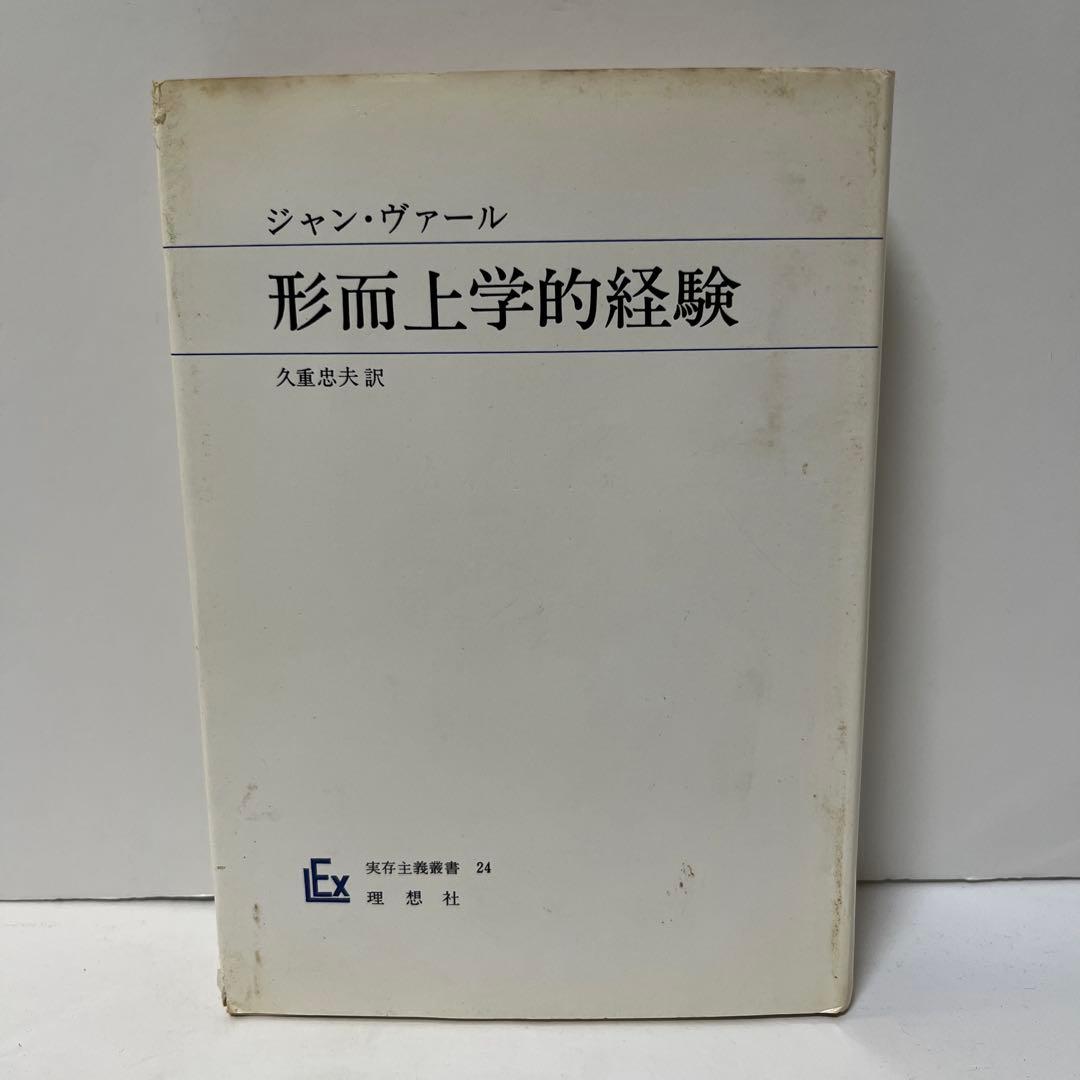 ジャン・ヴァール
形而上学的経験
久重忠夫訳
LEx
実存主義叢書 24
理想社